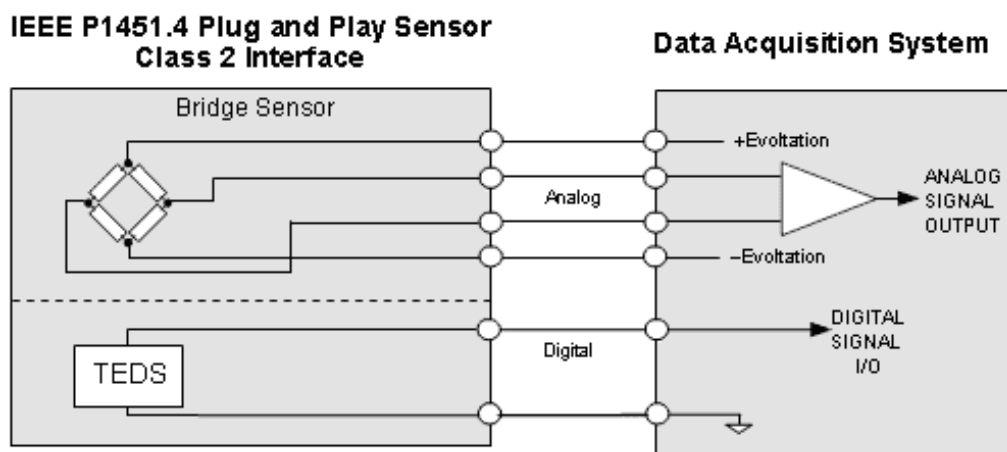 IEEE P1451.4 Plug and Play Sensor
Class 2 Interface
Data Acquisition System
Bridge Sensor
+Evoltation
Analog
ANALOG
SIGNAL
OUTPUT
–Evoltation
TEDS
Digital
DIGITAL
SIGNAL
I/O